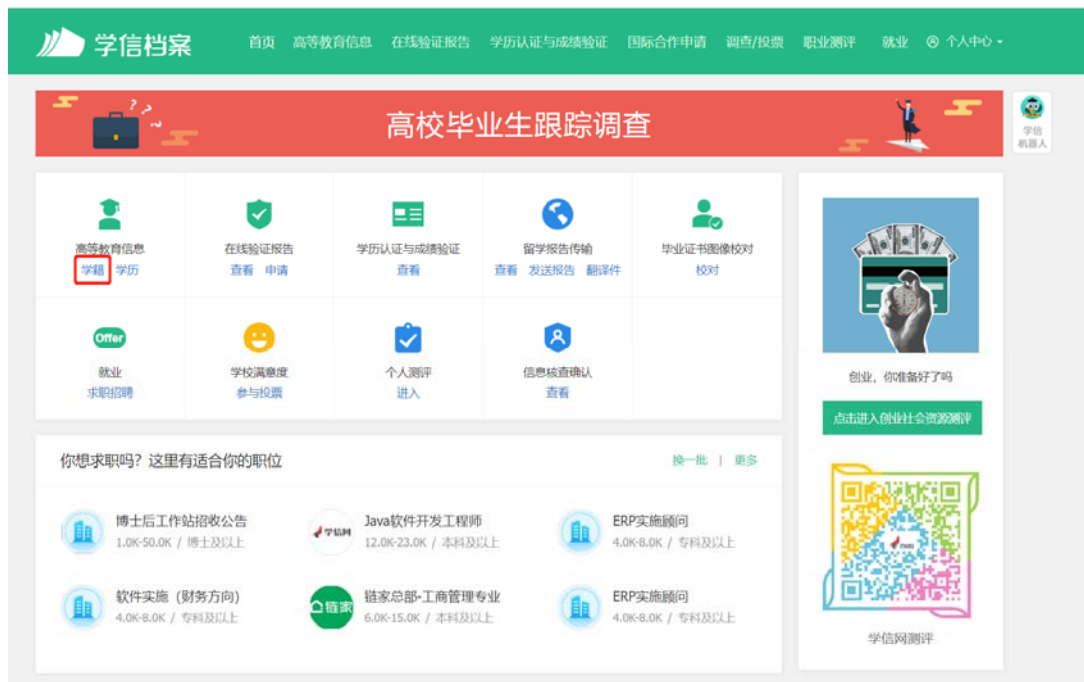 学信档案
首页 高等教育信息 在线验证报告 学历认证与成绩验证 国际合作申请 调查/投票 职业测评 就业 个人中心
? ? ?
高校毕业生跟踪调查
学信
机器人
高等教育信息 在线验证报告 学历认证与成绩验证 留学报告传输 毕业证书图像校对
学籍 学历 查看 申请 查看 查看 发送报告 翻译件 校对
Offer
就业 学校满意度 个人测评 信息核查确认
求职招聘 参与投票 进入 查看
创业，你准备好了吗
点击进入创业社会资源测评
你想求职吗？这里有适合你的职位 换一批 | 更多
博士后工作站招收公告 Java软件开发工程师 ERP实施顾问
1.0K-50.0K / 博士及以上 学信网 12.0K-23.0K / 本科及以上 4.0K-8.0K / 专科及以上
软件实施（财务方向) 链家总部-工商管理专业 ERP实施顾问
4.0K-8.0K / 专科及以上 链家 6.0K-15.0K / 本科及以上 4.0K-8.0K / 专科及以上
学信网测评